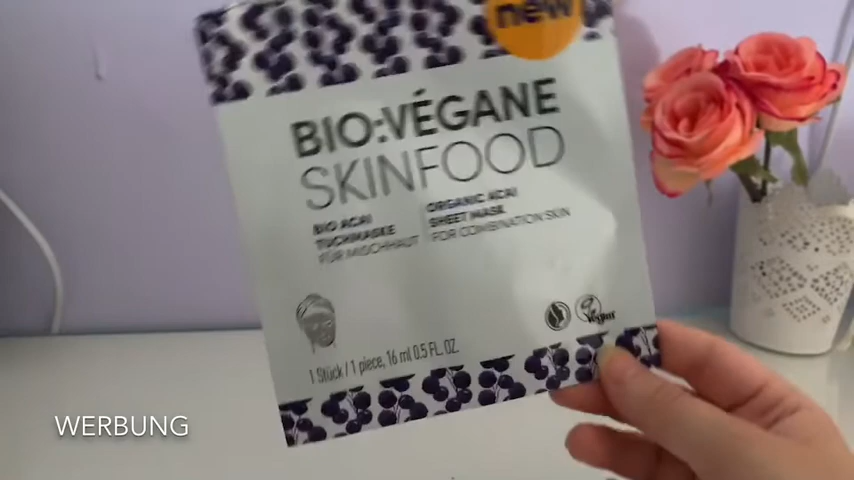 new
BIO:VÉGANE
SKINFOOD
BIO ACAI
TUCHMASKE
FÜR MISCHHAUT
ORGANIC ACAI
SHEET MASK
FOR COMBINATION SKIN
Vegan
1 Stück / 1 piece, 16 ml 0.5 FL. OZ.
WERBUNG